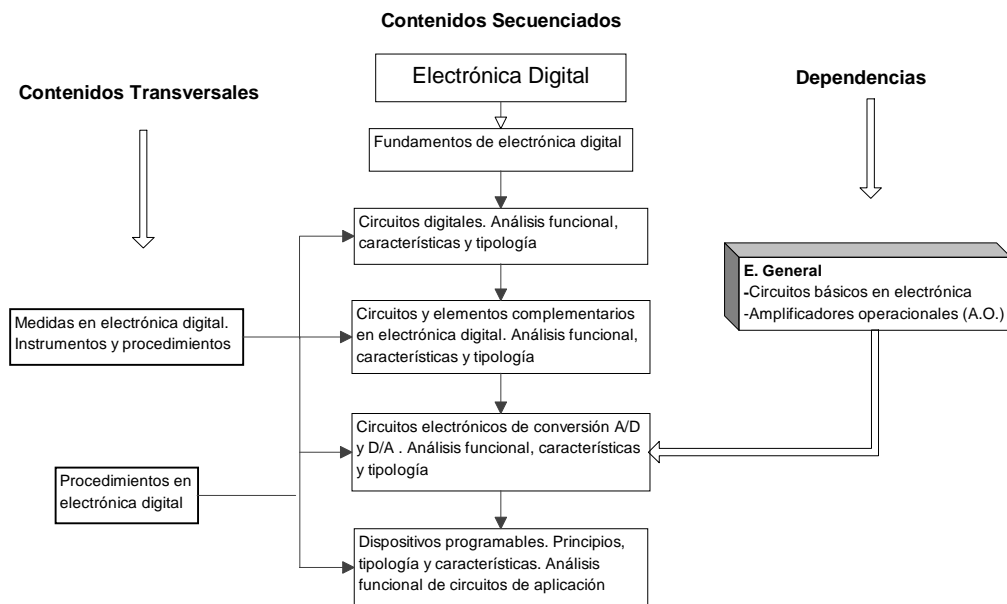 Contenidos Secuenciados
Electrónica Digital
Contenidos Transversales
Dependencias
Fundamentos de electrónica digital
Circuitos digitales. Análisis funcional,
características y tipología
E. General
-Circuitos básicos en electrónica
-Amplificadores operacionales (A.O.)
Medidas en electrónica digital.
Instrumentos y procedimientos
Circuitos y elementos complementarios
en electrónica digital. Análisis funcional,
características y tipología
Circuitos electrónicos de conversión A/D
y D/A . Análisis funcional, características
y tipología
Procedimientos en
electrónica digital
Dispositivos programables. Principios,
tipología y características. Análisis
funcional de circuitos de aplicación